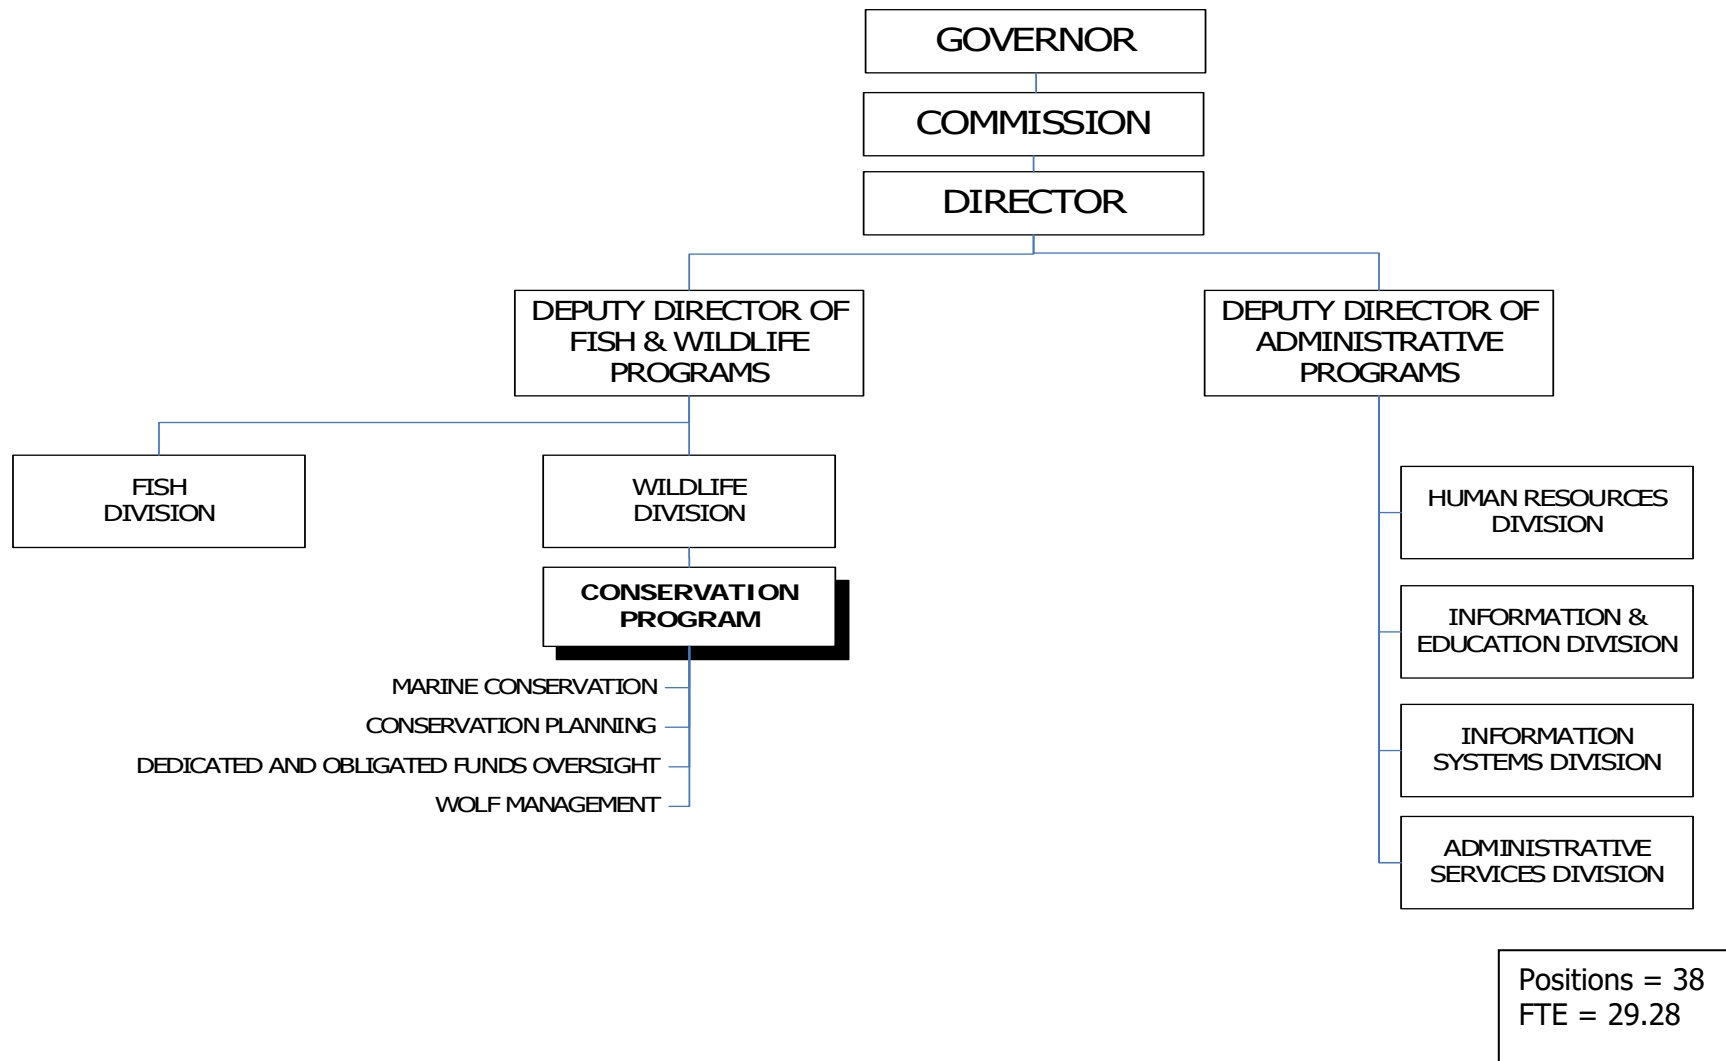 GOVERNOR
COMMISSION
DIRECTOR
DEPUTY DIRECTOR OF
FISH & WILDLIFE
PROGRAMS
DEPUTY DIRECTOR OF
ADMINISTRATIVE
PROGRAMS
FISH
DIVISION
WILDLIFE
DIVISION
CONSERVATION
PROGRAM
MARINE CONSERVATION
CONSERVATION PLANNING
DEDICATED AND OBLIGATED FUNDS OVERSIGHT
WOLF MANAGEMENT
HUMAN RESOURCES
DIVISION
INFORMATION &
EDUCATION DIVISION
INFORMATION
SYSTEMS DIVISION
ADMINISTRATIVE
SERVICES DIVISION
Positions = 38
FTE = 29.28